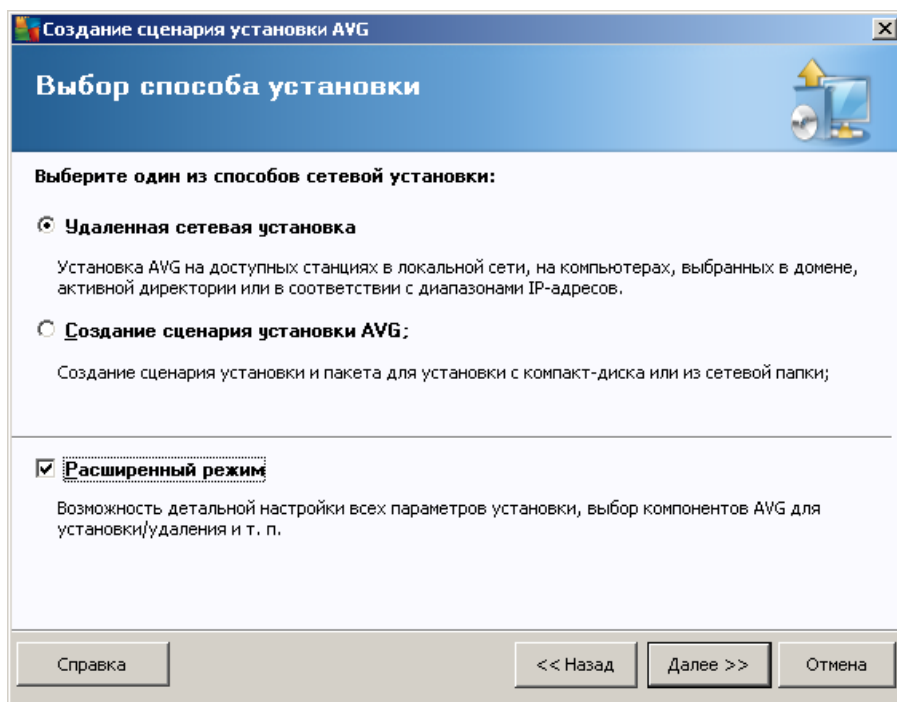 Создание сценария установки AVG
Выбор способа установки
Выберите один из способов сетевой установки:
Удаленная сетевая установка
Установка AVG на доступных станциях в локальной сети, на компьютерах, выбранных в домене,
активной директории или в соответствии с диапазонами IP-адресов.
Создание сценария установки AVG;
Создание сценария установки и пакета для установки с компакт-диска или из сетевой папки;
Расширенный режим
Возможность детальной настройки всех параметров установки, выбор компонентов AVG для
установки/удаления и т. п.
Справка
<< Назад
Далее >>
Отмена